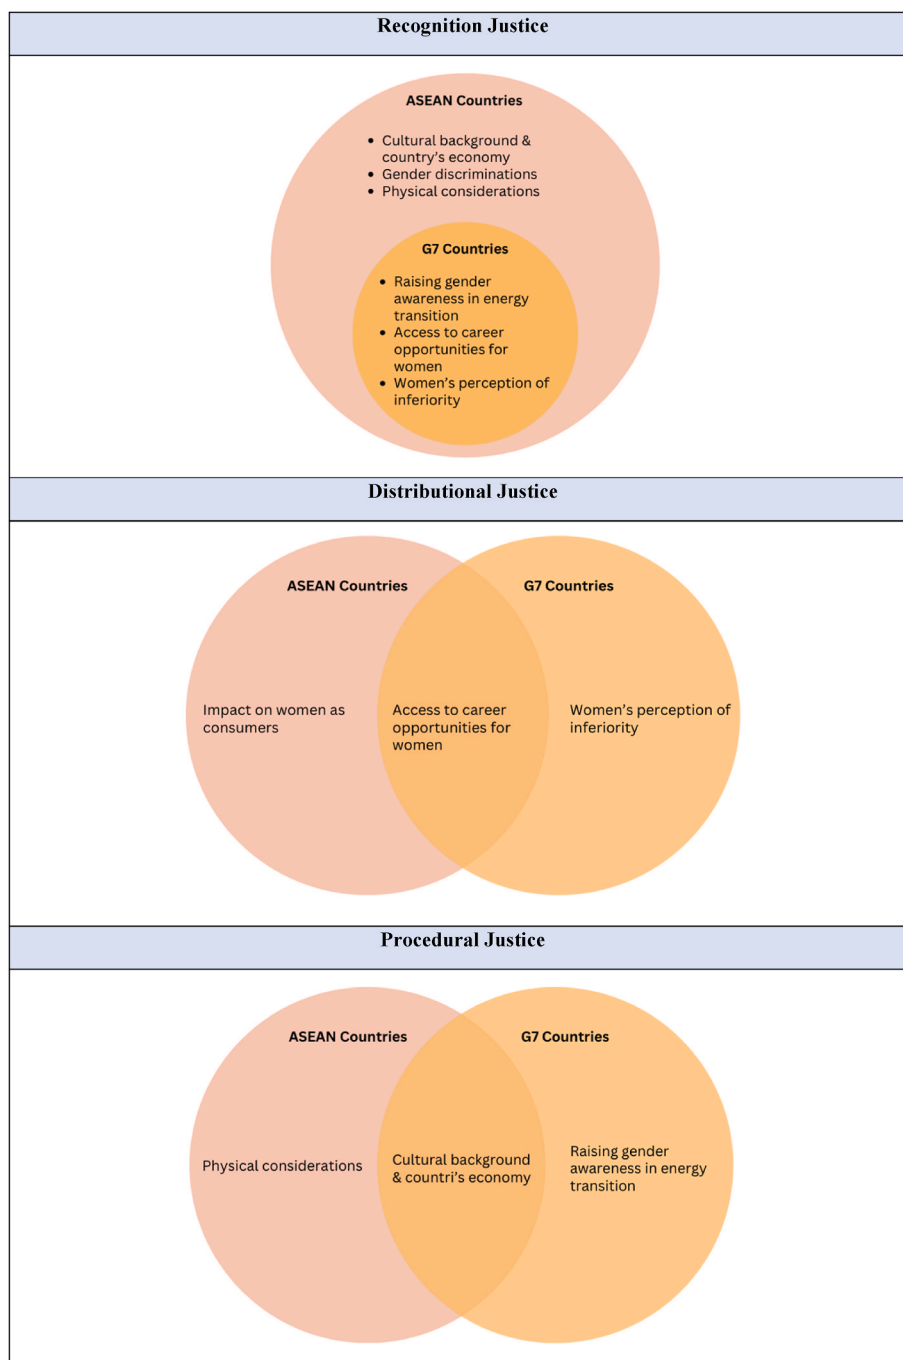 Recognition Justice
ASEAN Countries
• Cultural background &
country's economy
• Gender discriminations
• Physical considerations
G7 Countries
• Raising gender
awareness in energy
transition
• Access to career
opportunities for
women
• Women's perception of
inferiority
Distributional Justice
ASEAN Countries
G7 Countries
Impact on women as
consumers
Access to career
opportunities for
women
Women's perception of
inferiority
Procedural Justice
ASEAN Countries
G7 Countries
Physical considerations
Cultural background
& countri's economy
Raising gender
awareness in energy
transition